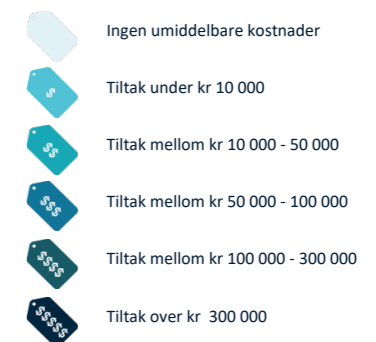 Ingen umiddelbare kostnader
$
Tiltak under kr 10 000
$$
Tiltak mellom kr 10 000 - 50 000
$$$
Tiltak mellom kr 50 000 - 100 000
$$$$
Tiltak mellom kr 100 000 - 300 000
$$$$$
Tiltak over kr 300 000